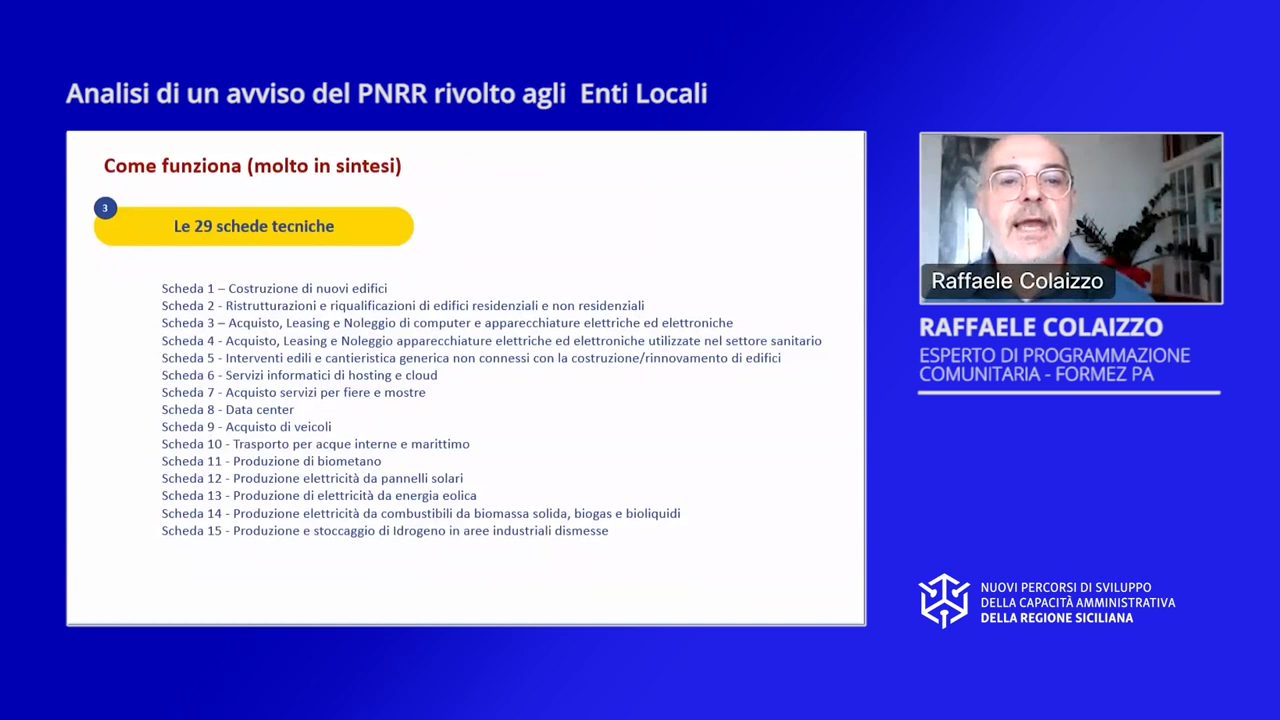 Analisi di un avviso del PNRR rivolto agli Enti Locali
Come funziona (molto in sintesi)
3
Le 29 schede tecniche
Scheda 1 – Costruzione di nuovi edifici
Scheda 2 - Ristrutturazioni e riqualificazioni di edifici residenziali e non residenziali
Scheda 3 – Acquisto, Leasing e Noleggio di computer e apparecchiature elettriche ed elettroniche
Scheda 4 - Acquisto, Leasing e Noleggio apparecchiature elettriche ed elettroniche utilizzate nel settore sanitario
Scheda 5 - Interventi edili e cantieristica generica non connessi con la costruzione/rinnovamento di edifici
Scheda 6 - Servizi informatici di hosting e cloud
Scheda 7 - Acquisto servizi per fiere e mostre
Scheda 8 - Data center
Scheda 9 - Acquisto di veicoli
Scheda 10 - Trasporto per acque interne e marittimo
Scheda 11 - Produzione di biometano
Scheda 12 - Produzione elettricità da pannelli solari
Scheda 13 - Produzione di elettricità da energia eolica
Scheda 14 - Produzione elettricità da combustibili da biomassa solida, biogas e bioliquidi
Scheda 15 - Produzione e stoccaggio di Idrogeno in aree industriali dismesse
Raffaele Colaizzo
RAFFAELE COLAIZZO
ESPERTO DI PROGRAMMAZIONE
COMUNITARIA - FORMEZ PA
NUOVI PERCORSI DI SVILUPPO
DELLA CAPACITÀ AMMINISTRATIVA
DELLA REGIONE SICILIANA